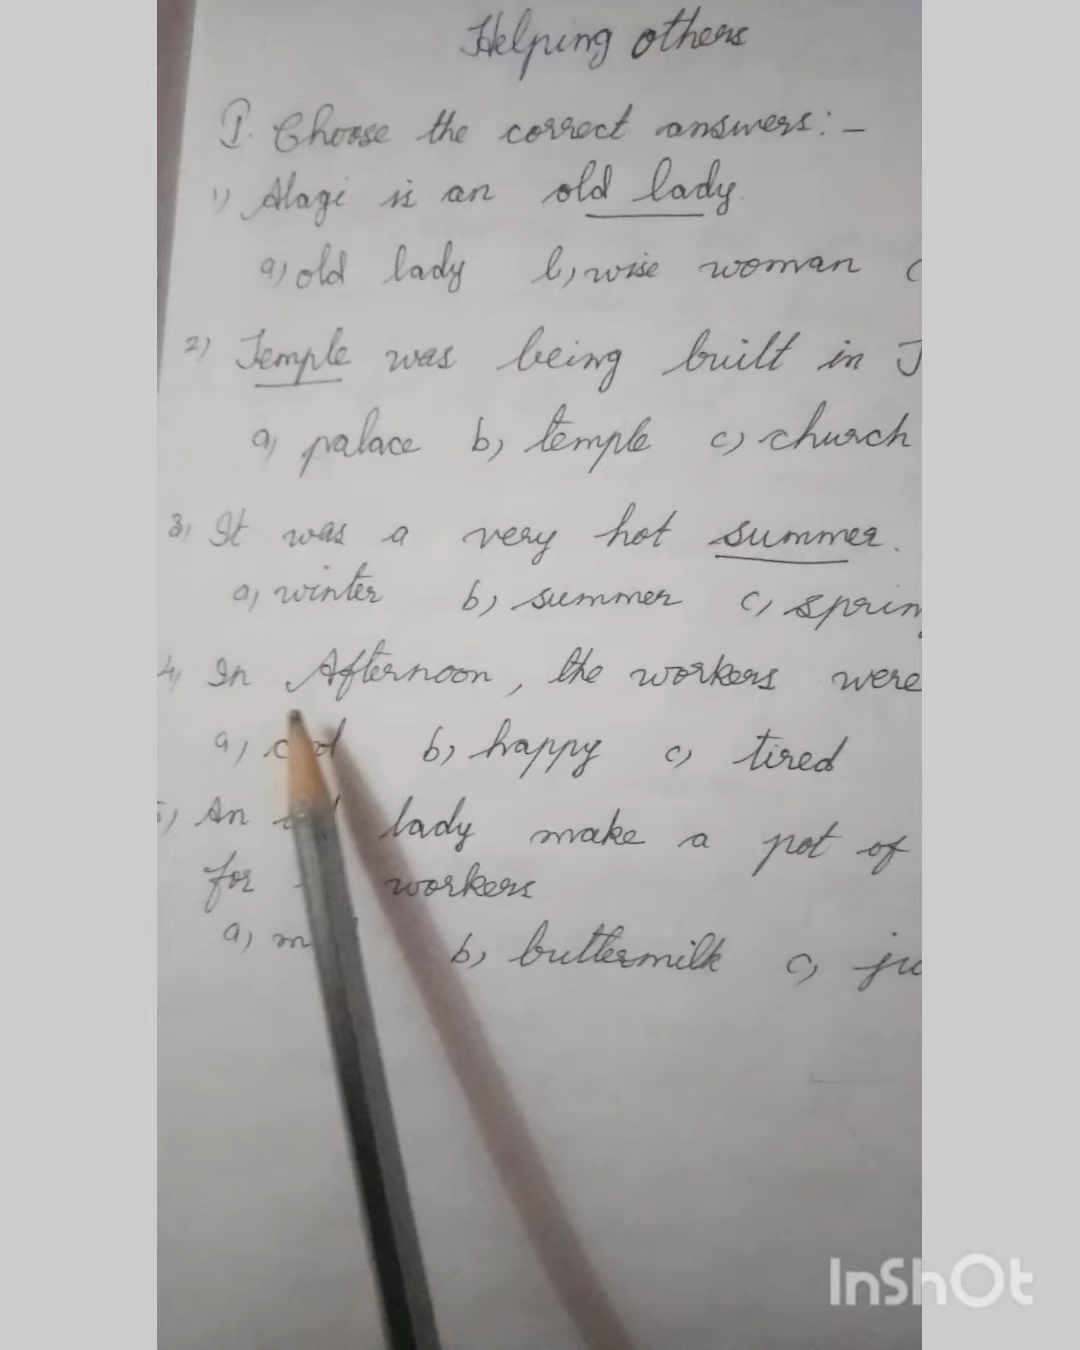 Helping others
I. Choose the correct answers:-
1) Alagi is an old lady.
a) old lady b) wise woman
2) Temple was being built in
a) palace b) temple c) church
3) It was a very hot summer.
a) winter b) summer c) sprin
4) In Afternoon, the workers were
a) b) happy c) tired
5) An lady make a pot of
for workers
a) b) buttermilk c) ju
InShOt